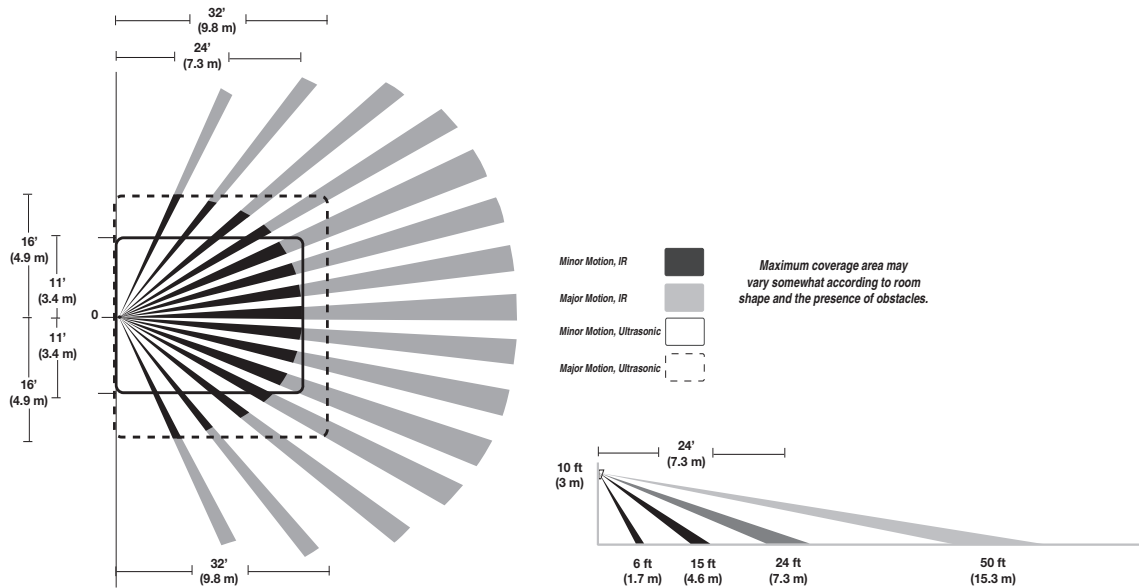 32’
(9.8 m)
24’
(7.3 m)
16’
(4.9 m)
11’
(3.4 m)
0
11’
(3.4 m)
16’
(4.9 m)
32’
(9.8 m)
Minor Motion, IR
Major Motion, IR
Minor Motion, Ultrasonic
Major Motion, Ultrasonic
Maximum coverage area may
vary somewhat according to room
shape and the presence of obstacles.
24’
(7.3 m)
10 ft
(3 m)
6 ft
(1.7 m)
15 ft
(4.6 m)
24 ft
(7.3 m)
50 ft
(15.3 m)